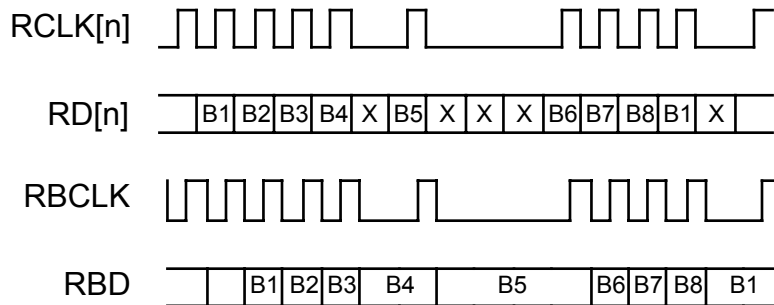 RCLK[n]
RD[n] B1 B2 B3 B4 X B5 X X X B6 B7 B8 B1 X
RBCLK
RBD B1 B2 B3 B4 B5 B6 B7 B8 B1